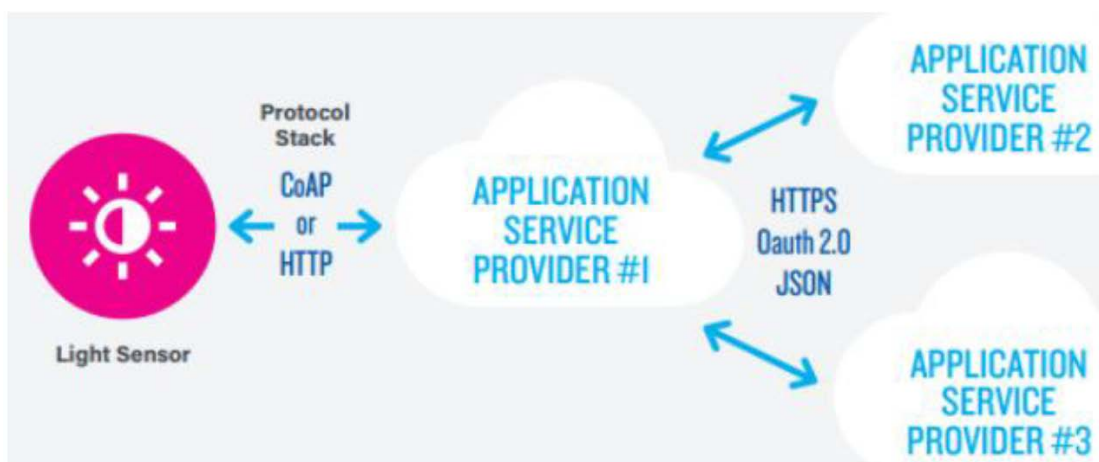 Protocol
Stack
CoAP
or
HTTP
Light Sensor
APPLICATION
SERVICE
PROVIDER #1
HTTPS
Oauth 2.0
JSON
APPLICATION
SERVICE
PROVIDER #2
APPLICATION
SERVICE
PROVIDER #3